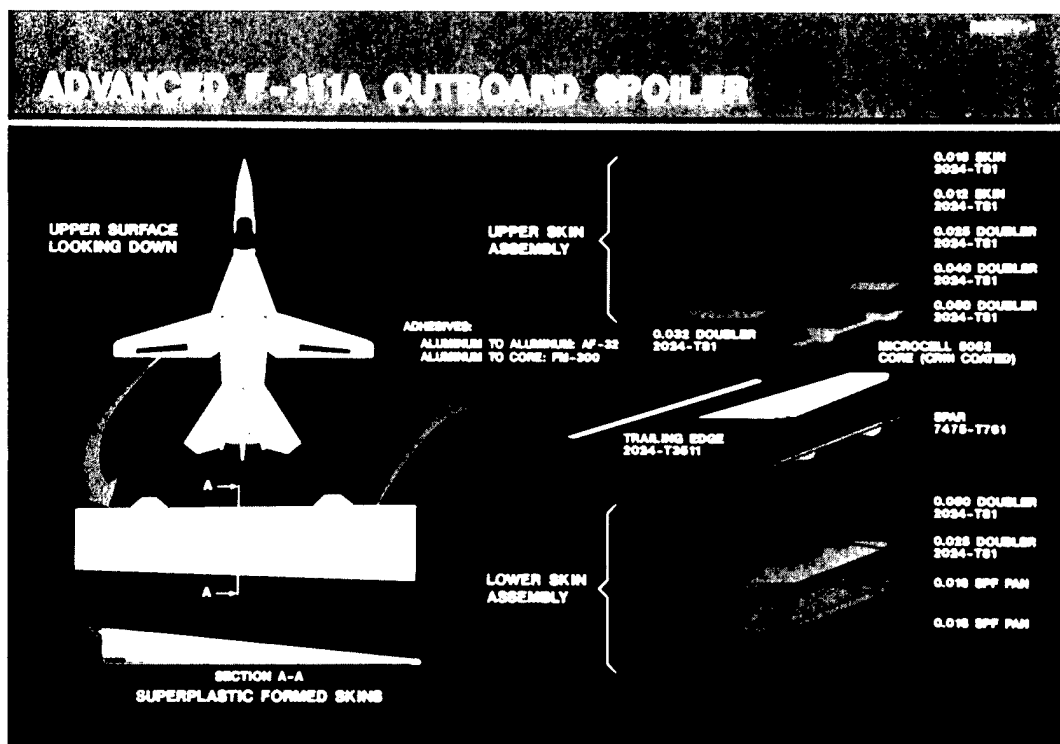 ADVANCED F-111A OUTBOARD SPOILER
UPPER SURFACE
LOOKING DOWN
UPPER SKIN
ASSEMBLY
0.016 SKIN
2024-T81
0.012 SKIN
2024-T81
0.025 DOUBLER
2024-T81
0.040 DOUBLER
2024-T81
0.060 DOUBLER
2024-T81
0.032 DOUBLER
2024-T81
ADHESIVES:
ALUMINUM TO ALUMINUM: AF-32
ALUMINUM TO CORE: FM-300
MICROCELL 5052
CORE (CRIII COATED)
TRAILING EDGE
2024-T3511
SPAR
7475-T761
A
A
LOWER SKIN
ASSEMBLY
0.060 DOUBLER
2024-T81
0.025 DOUBLER
2024-T81
0.016 SPF PAN
0.016 SPF PAN
SECTION A-A
SUPERPLASTIC FORMED SKINS